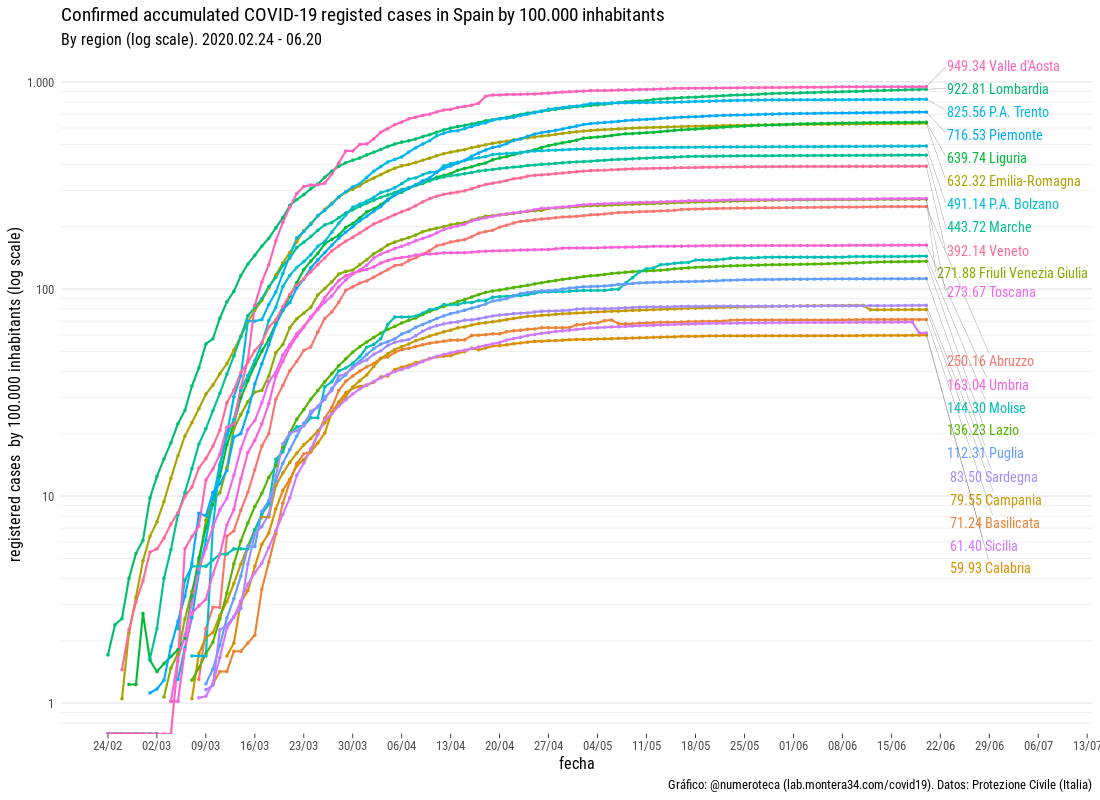 Confirmed accumulated COVID-19 registed cases in Spain by 100.000 inhabitants
By region (log scale). 2020.02.24 - 06.20
registered cases by 100.000 inhabitants (log scale)
1.000
100
10
1
949.34 Valle d'Aosta
922.81 Lombardia
825.56 P.A. Trento
716.53 Piemonte
639.74 Liguria
632.32 Emilia-Romagna
491.14 P.A. Bolzano
443.72 Marche
392.14 Veneto
271.88 Friuli Venezia Giulia
273.67 Toscana
250.16 Abruzzo
163.04 Umbria
144.30 Molise
136.23 Lazio
112.31 Puglia
83.50 Sardegna
79.55 Campania
71.24 Basilicata
61.40 Sicilia
59.93 Calabria
24/02 02/03 09/03 16/03 23/03 30/03 06/04 13/04 20/04 27/04 04/05 11/05 18/05 25/05 01/06 08/06 15/06 22/06 29/06 06/07 13/07
fecha
Gráfico: @numeroteca (lab.montera34.com/covid19). Datos: Protezione Civile (Italia)